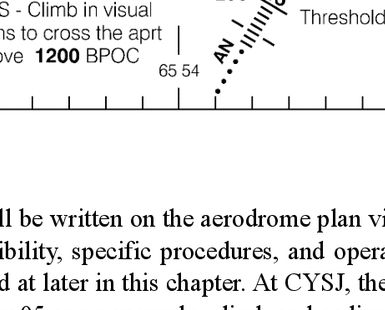 S - Climb in visual
ns to cross the aprt
ove 1200 BPOC
65 54
AN
Threshold
ll be written on the aerodrome plan vi
ibility, specific procedures, and opera
d at later in this chapter. At CYSJ, the